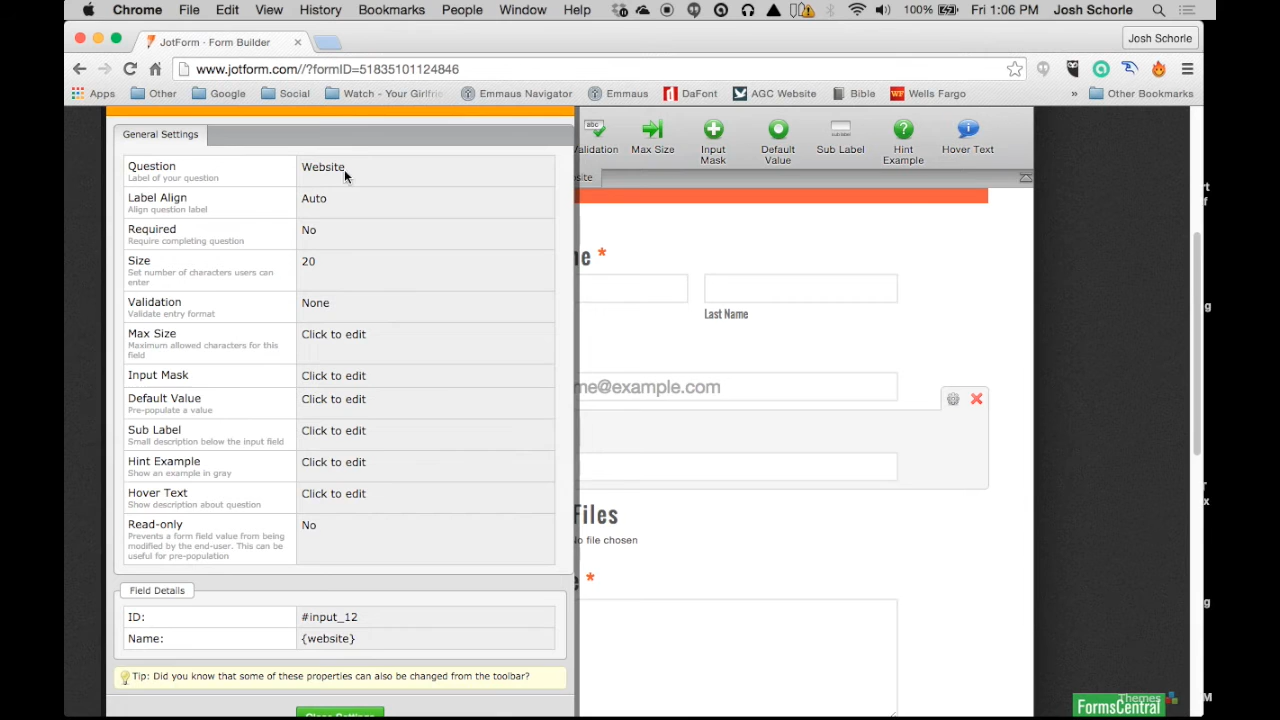 Chrome File Edit View History Bookmarks People Window Help 100% Fri 1:06 PM Josh Schorle
JotForm · Form Builder
Josh Schorle
www.jotform.com//?formID=51835101124846
Apps Other Google Social Watch – Your Girlfri Emmaus Navigator Emmaus DaFont AGC Website Bible Wells Fargo » Other Bookmarks
General Settings
Question
Label of your question
Website
Label Align
Align question label
Auto
Required
Require completing question
No
Size
Set number of characters users can
enter
20
Validation
Validate entry format
None
Max Size
Maximum allowed characters for this
field
Click to edit
Input Mask
Click to edit
Default Value
Pre-populate a value
Click to edit
Sub Label
Small description below the input field
Click to edit
Hint Example
Show an example in gray
Click to edit
Hover Text
Show description about question
Click to edit
Read-only
Prevents a form field value from being
modified by the end-user. This can be
useful for pre-population
No
Field Details
ID: #input_12
Name: {website}
Tip: Did you know that some of these properties can also be changed from the toolbar?
abc
alidation
Max Size
Input
Mask
Default
Value
Sub Label
Hint
Example
Hover Text
site
me *
Last Name
me@example.com
Files
o file chosen
e *
Themes
FormsCentral